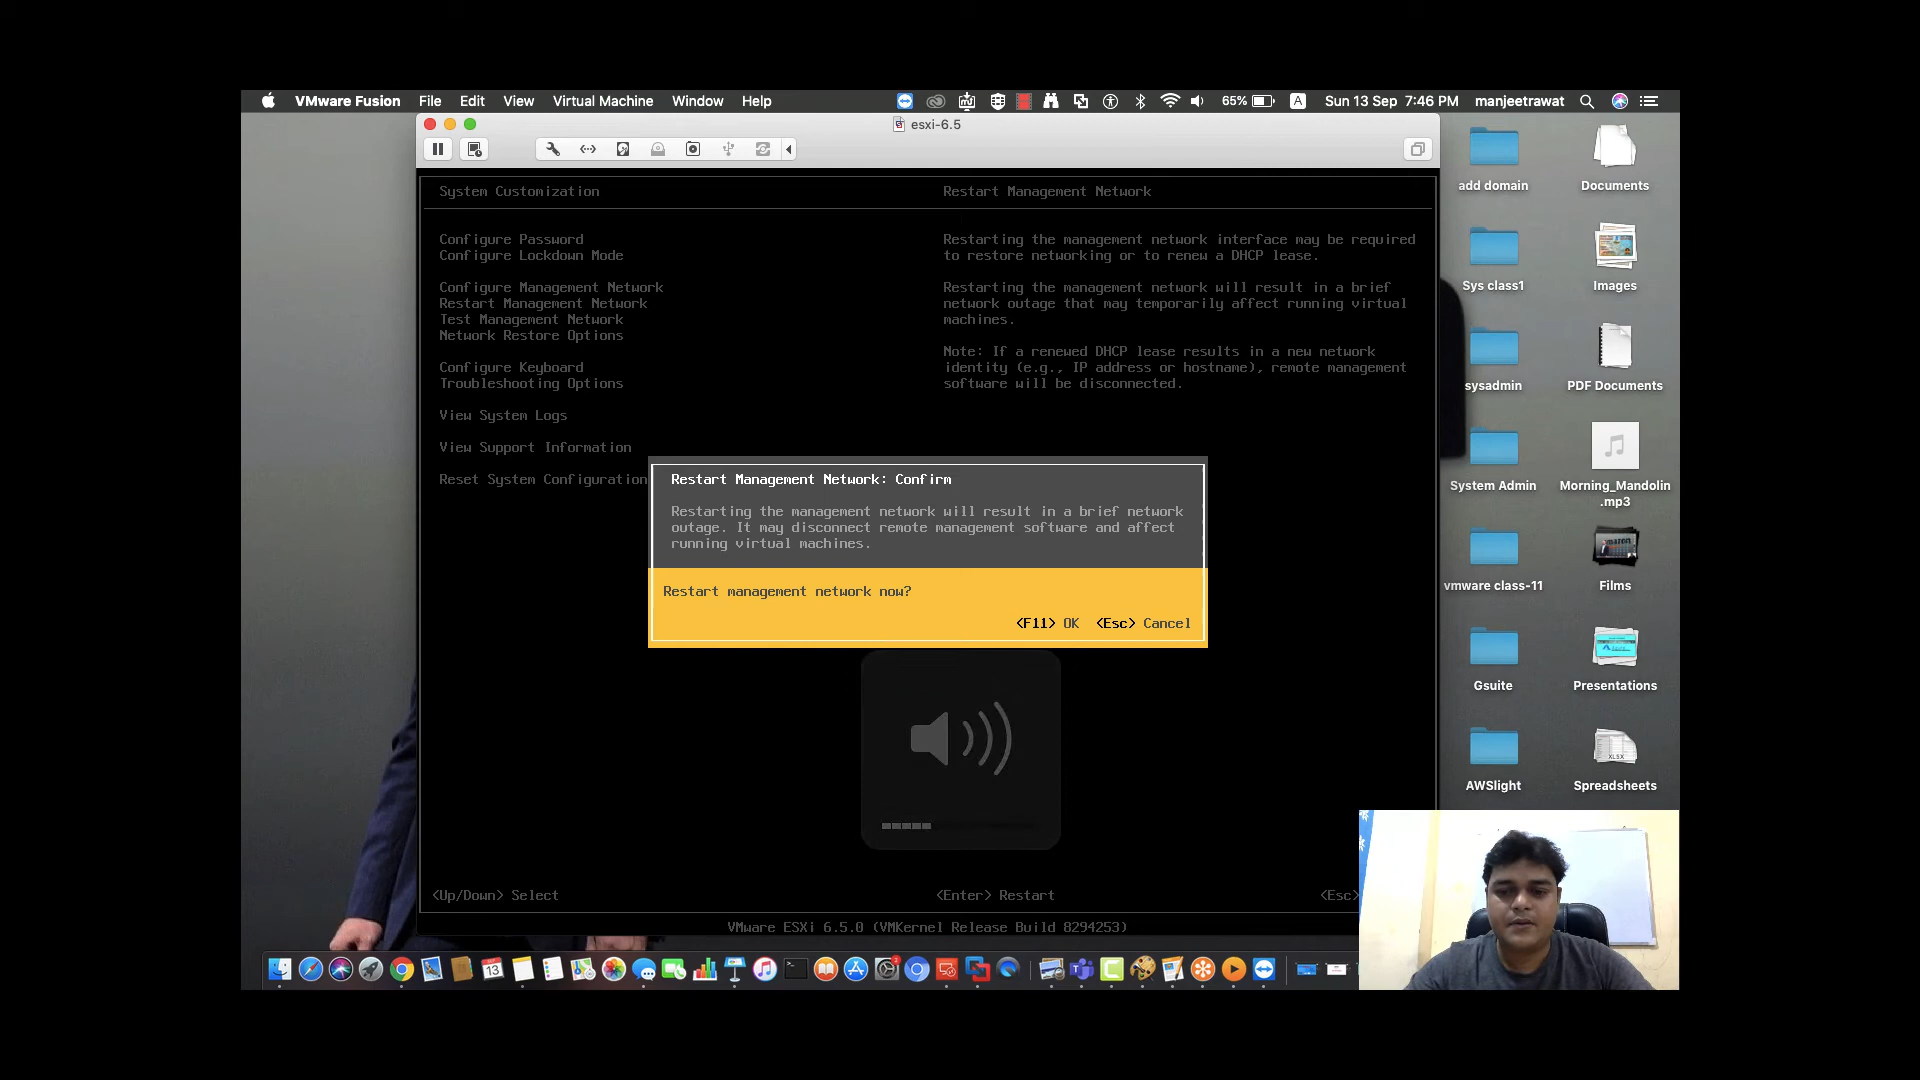 VMware Fusion File Edit View Virtual Machine Window Help 65% A Sun 13 Sep 7:46 PM manjeetrawat
esxi-6.5
System Customization
Restart Management Network
Configure Password
Configure Lockdown Mode
Configure Management Network
Restart Management Network
Test Management Network
Network Restore Options
Configure Keyboard
Troubleshooting Options
View System Logs
View Support Information
Reset System Configuration
Restarting the management network interface may be required
to restore networking or to renew a DHCP lease.
Restarting the management network will result in a brief
network outage that may temporarily affect running virtual
machines.
Note: If a renewed DHCP lease results in a new network
identity (e.g., IP address or hostname), remote management
software will be disconnected.
Restart Management Network: Confirm
Restarting the management network will result in a brief network
outage. It may disconnect remote management software and affect
running virtual machines.
Restart management network now?
<F11> OK <Esc> Cancel
<Up/Down> Select
<Enter> Restart
<Esc>
VMware ESXi 6.5.0 (VMKernel Release Build 8294253)
add domain
Documents
Sys class1
Images
sysadmin
PDF Documents
System Admin
Morning_Mandolin
.mp3
vmware class-11
Films
Gsuite
Presentations
AWSlight
XLSX
Spreadsheets
13